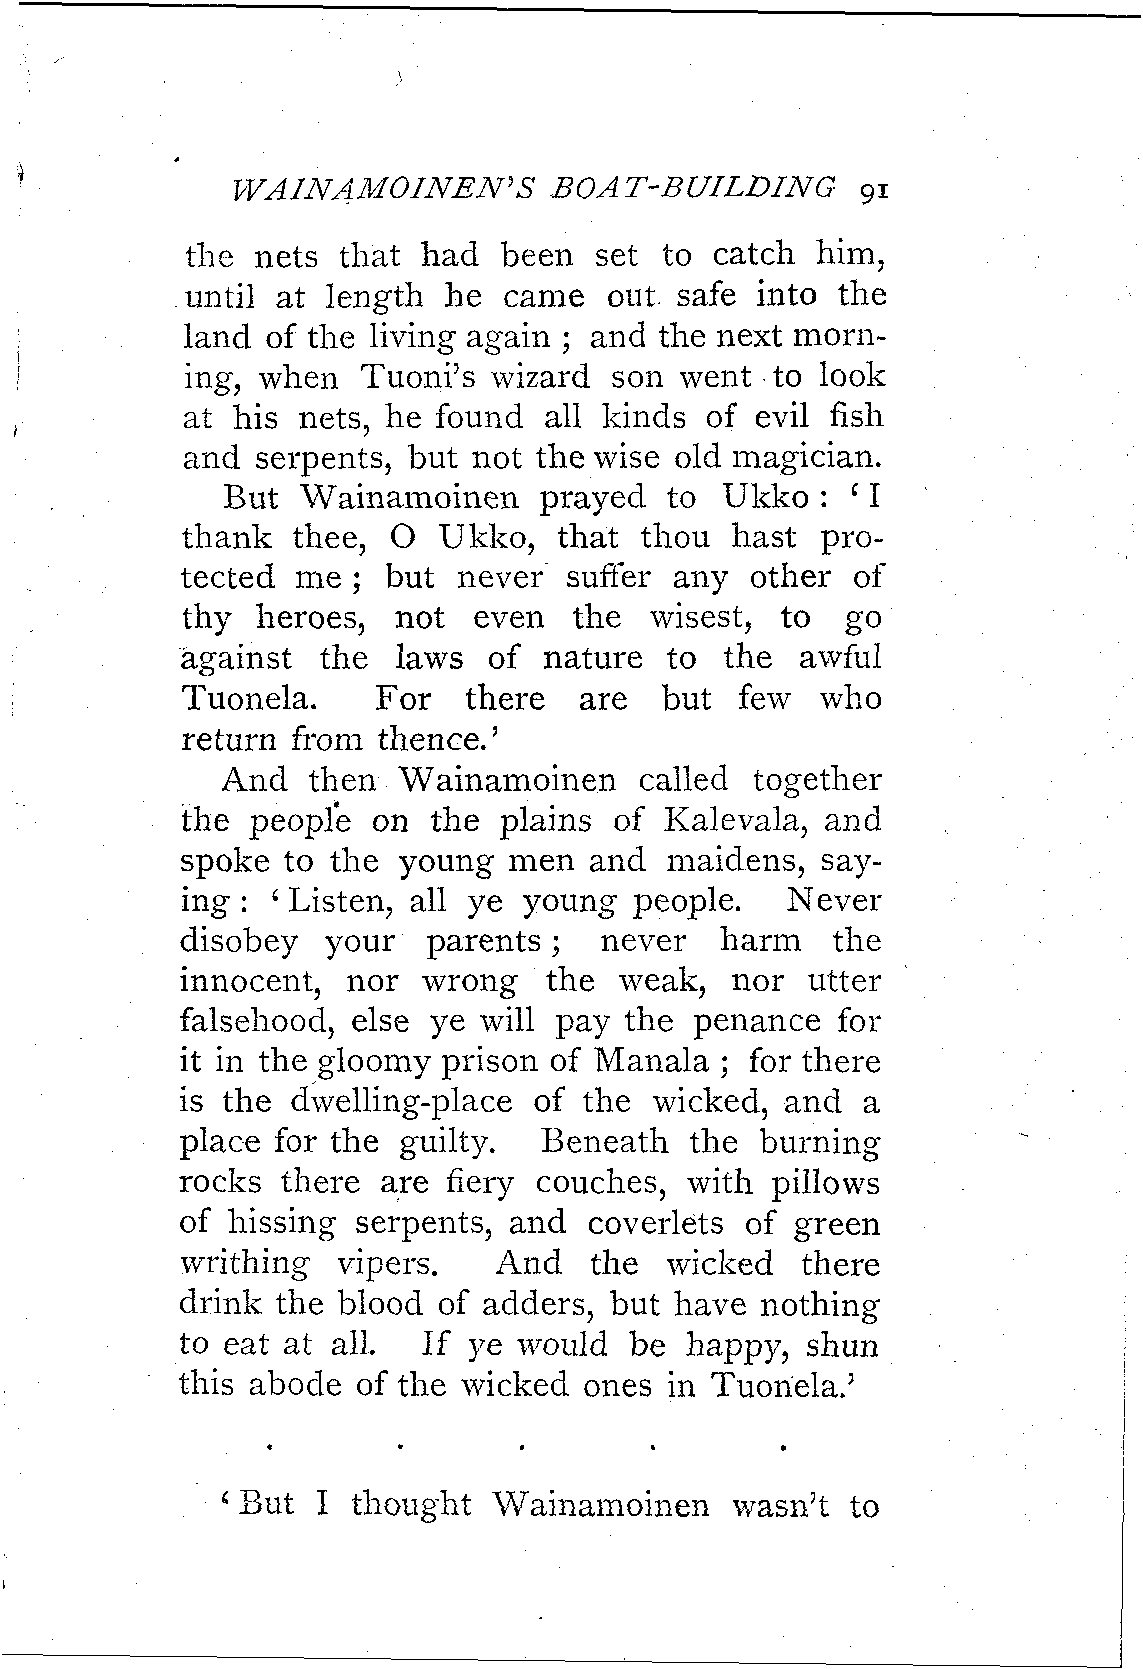 WAINAMOINEN'S BOAT-BUILDING 91
the nets that had been set to catch him,
until at length he came out safe into the
land of the living again ; and the next morn-
ing, when Tuoni's wizard son went to look
at his nets, he found all kinds of evil fish
and serpents, but not the wise old magician.
But Wainamoinen prayed to Ukko : ‘ I
thank thee, O Ukko, that thou hast pro-
tected me ; but never suffer any other of
thy heroes, not even the wisest, to go
against the laws of nature to the awful
Tuonela. For there are but few who
return from thence.’
And then Wainamoinen called together
the people on the plains of Kalevala, and
spoke to the young men and maidens, say-
ing : ‘ Listen, all ye young people. Never
disobey your parents ; never harm the
innocent, nor wrong the weak, nor utter
falsehood, else ye will pay the penance for
it in the gloomy prison of Manala ; for there
is the dwelling-place of the wicked, and a
place for the guilty. Beneath the burning
rocks there are fiery couches, with pillows
of hissing serpents, and coverlets of green
writhing vipers. And the wicked there
drink the blood of adders, but have nothing
to eat at all. If ye would be happy, shun
this abode of the wicked ones in Tuonela.’
. . . . .
‘ But I thought Wainamoinen wasn't to